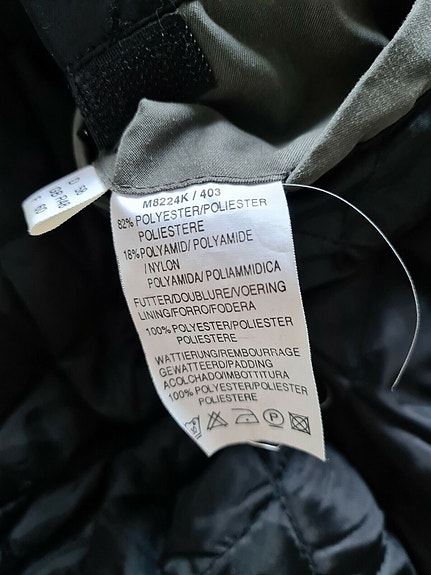 M8224K / 403
82% POLYESTER/POLIESTER
POLIESTERE
18% POLYAMID/ POLYAMIDE
/NYLON
POLYAMIDA/ POLIAMMIDICA
FUTTER/DOUBLURE/VOERING
LINING/FORRO/FODERA
100% POLYESTER/POLIESTER
POLIESTERE
WATTIERUNG/REMBOURRAGE
GEWATTEERD/PADDING
ACOLCHADO/IMBOTTITURA
100% POLYESTER/POLIESTER
POLIESTERE
P